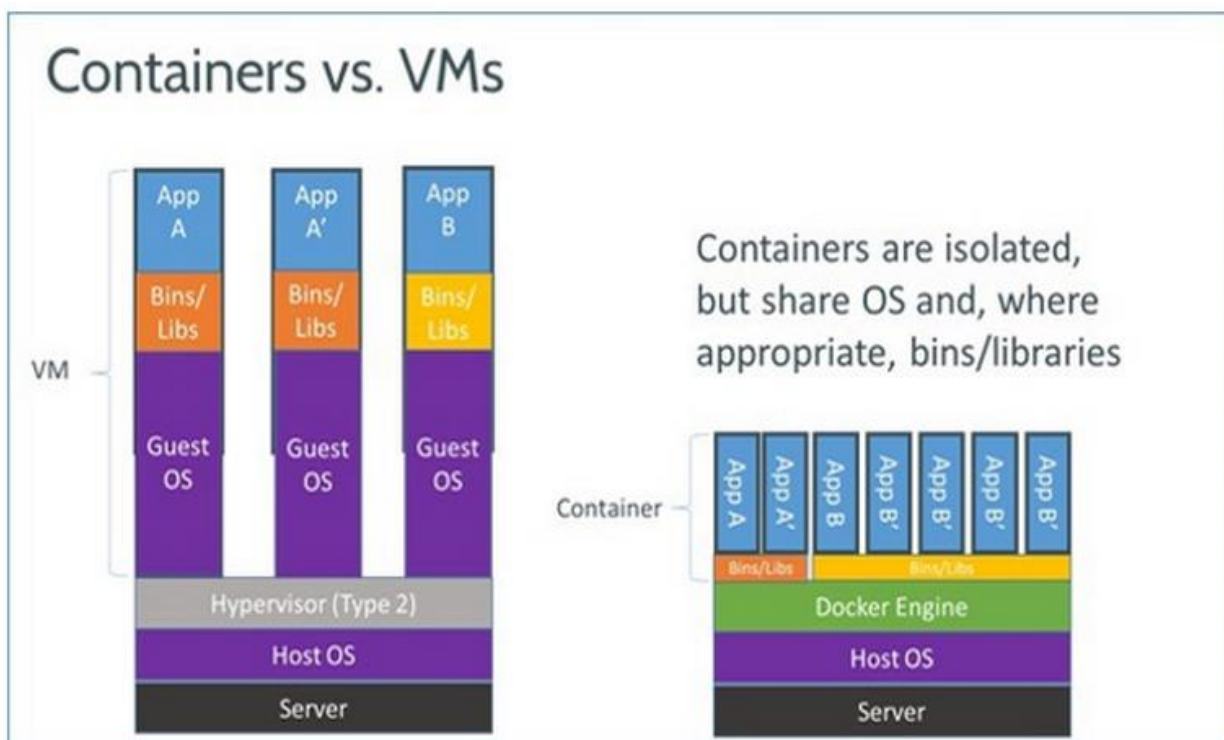 Containers vs. VMs
VM
App
A
Bins/
Libs
Guest
OS
App
A'
Bins/
Libs
Guest
OS
App
B
Bins/
Libs
Guest
OS
Hypervisor (Type 2)
Host OS
Server
Containers are isolated,
but share OS and, where
appropriate, bins/libraries
Container
App A
App A'
App B
App B'
App B'
App B'
App B'
Bins/Libs
Bins/Libs
Docker Engine
Host OS
Server